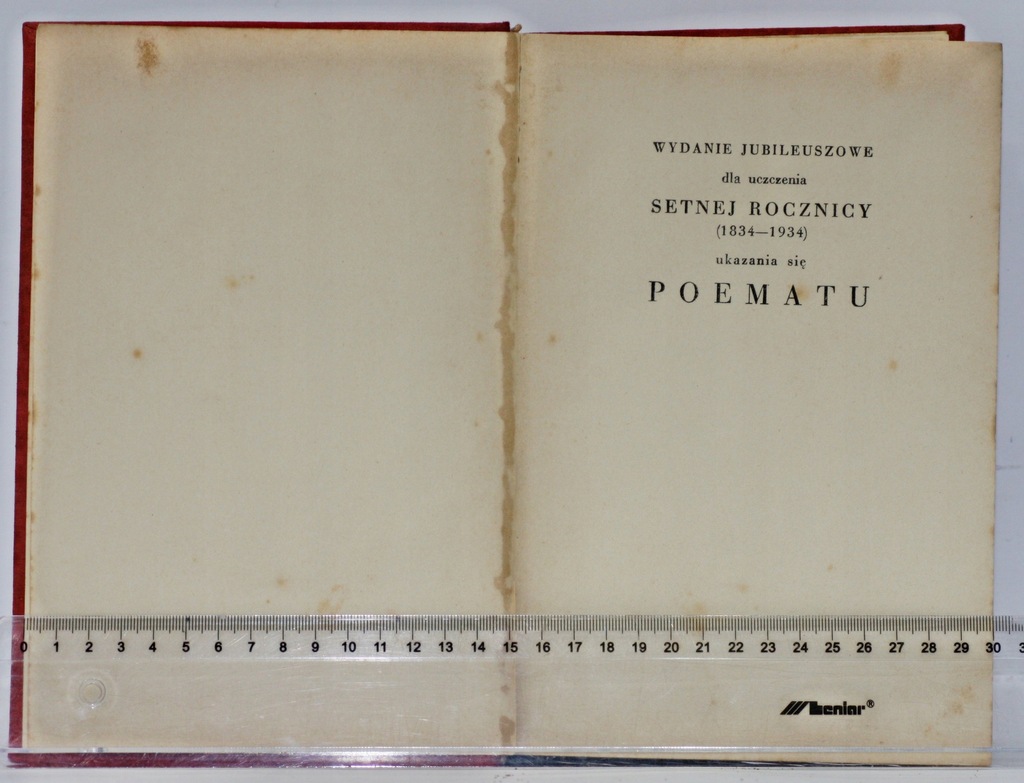 WYDANIE JUBILEUSZOWE
dla uczczenia
SETNEJ ROCZNICY
(1834—1934)
ukazania się
POEMATU
0 1 2 3 4 5 6 7 8 9 10 11 12 13 14 15 16 17 18 19 20 21 22 23 24 25 26 27 28 29 30